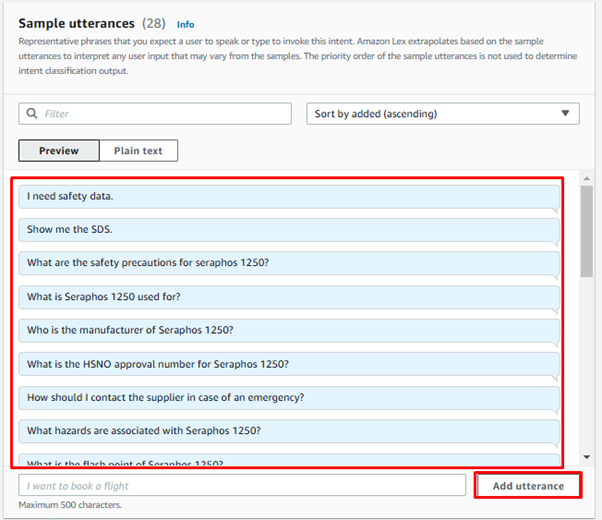 Sample utterances (28) Info
Representative phrases that you expect a user to speak or type to invoke this intent. Amazon Lex extrapolates based on the sample
utterances to interpret any user input that may vary from the samples. The priority order of the sample utterances is not used to determine
intent classification output.
Filter
Sort by added (ascending)
Preview
Plain text
I need safety data.
Show me the SDS.
What are the safety precautions for seraphos 1250?
What is Seraphos 1250 used for?
Who is the manufacturer of Seraphos 1250?
What is the HSNO approval number for Seraphos 1250?
How should I contact the supplier in case of an emergency?
What hazards are associated with Seraphos 1250?
What is the flash point of Seraphos 1250?
I want to book a flight
Add utterance
Maximum 500 characters.